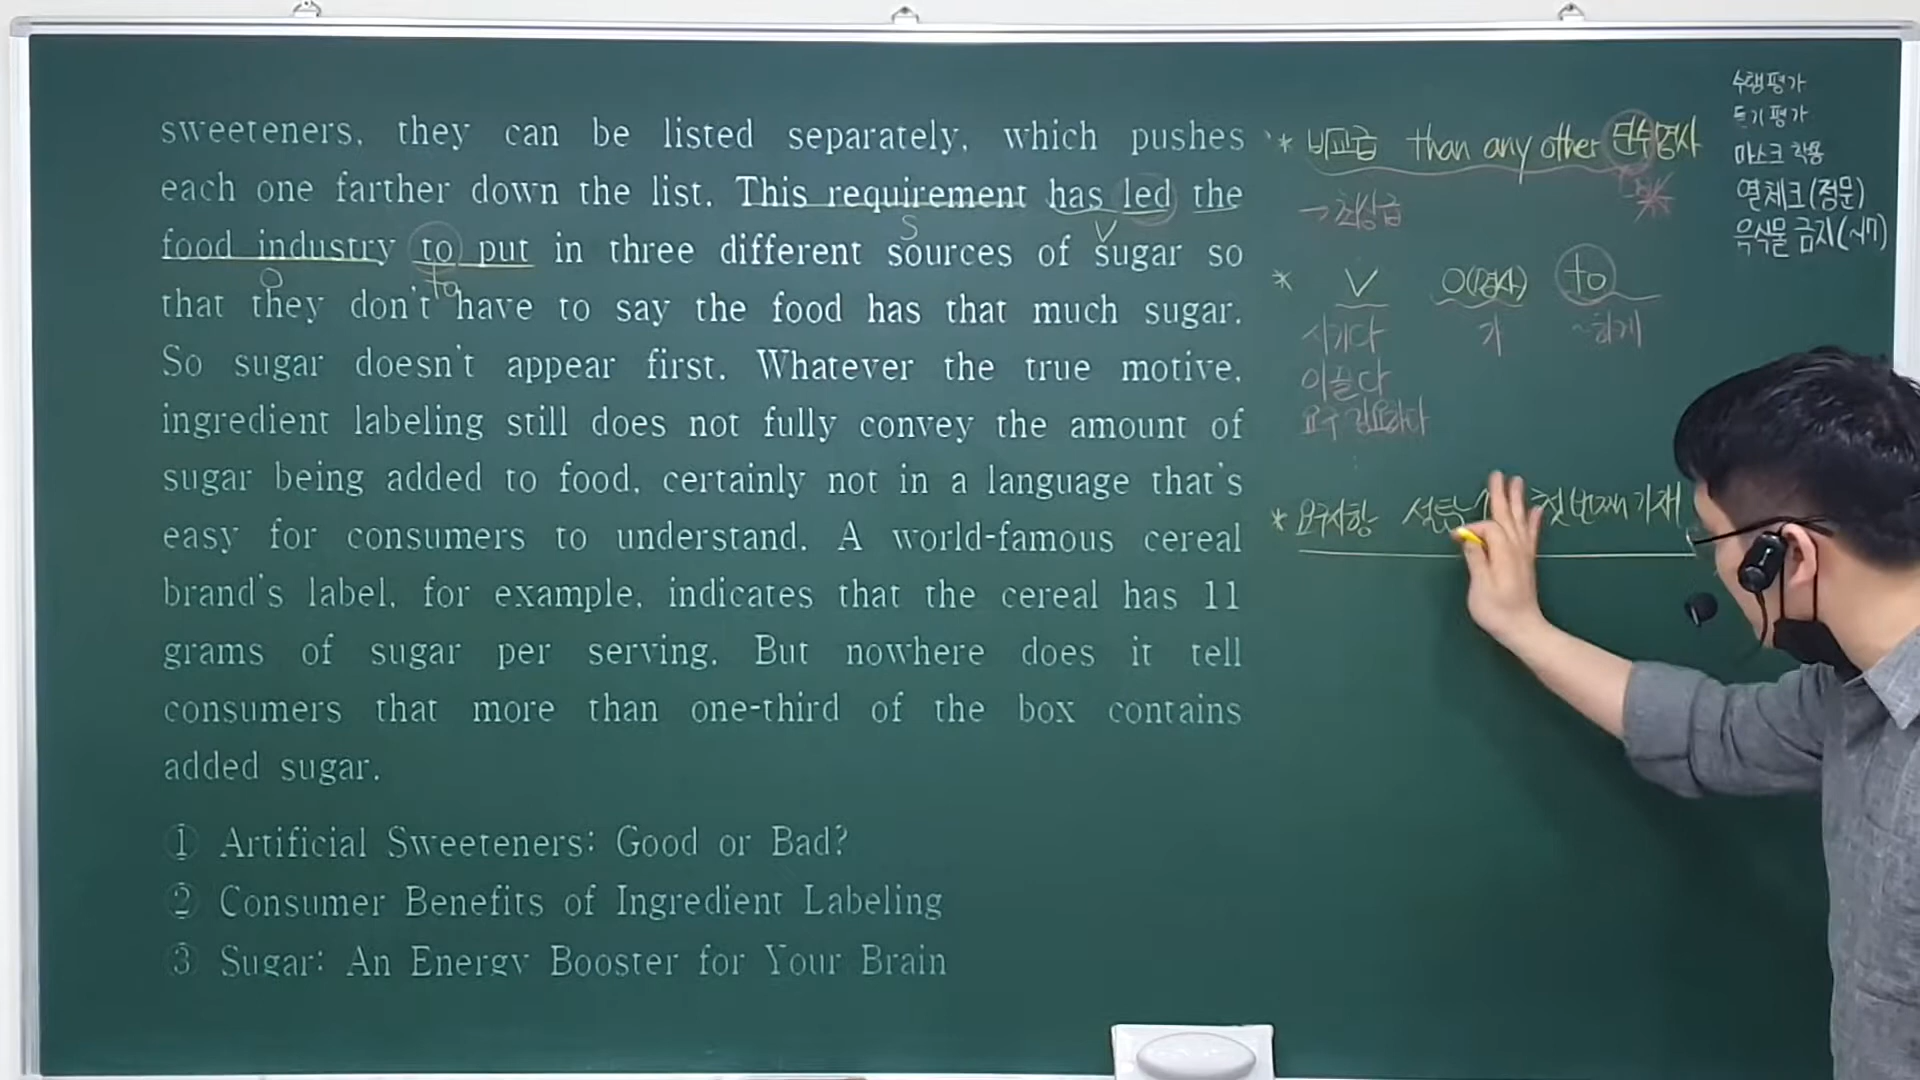 sweeteners, they can be listed separately, which pushes
each one farther down the list. This requirement has led the
S V
food industry to put in three different sources of sugar so
O to
that they don't have to say the food has that much sugar.
So sugar doesn't appear first. Whatever the true motive,
ingredient labeling still does not fully convey the amount of
sugar being added to food, certainly not in a language that's
easy for consumers to understand. A world-famous cereal
brand's label, for example, indicates that the cereal has 11
grams of sugar per serving. But nowhere does it tell
consumers that more than one-third of the box contains
added sugar.
① Artificial Sweeteners: Good or Bad?
② Consumer Benefits of Ingredient Labeling
③ Sugar: An Energy Booster for Your Brain
* 비교급 than any other 단수명사
→ 최상급
* V O(명사) to
시키다 가 ~하게
이끌다
요구 강요하다
* 요구사항 첫 번째 기재
수행평가
듣기평가
마스크 착용
열체크(정문)
음식물 금지(~17)